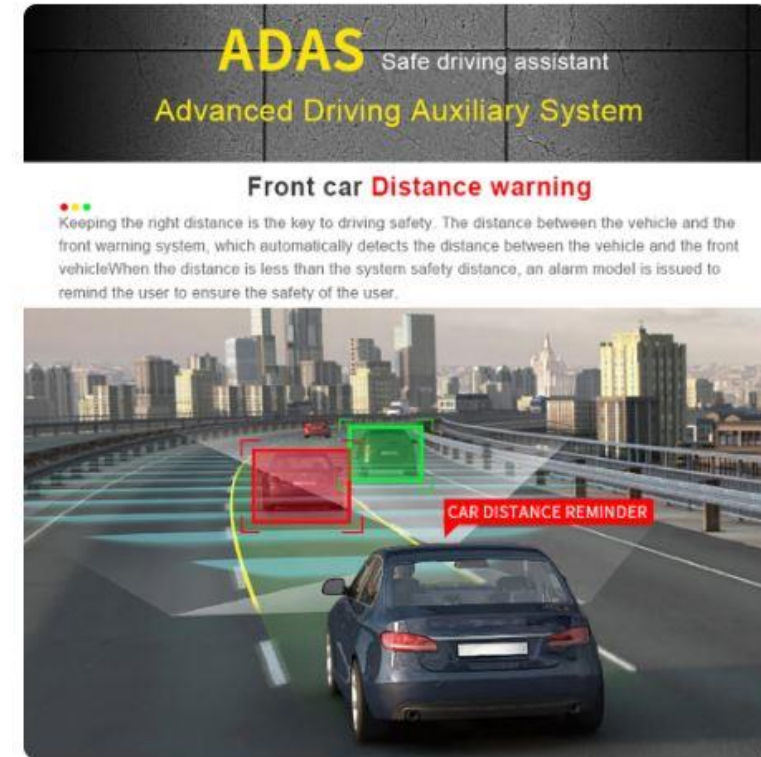 ADAS Safe driving assistant
Advanced Driving Auxiliary System
Front car Distance warning
Keeping the right distance is the key to driving safety. The distance between the vehicle and the
front warning system, which automatically detects the distance between the vehicle and the front
vehicleWhen the distance is less than the system safety distance, an alarm model is issued to
remind the user to ensure the safety of the user.
CAR DISTANCE REMINDER